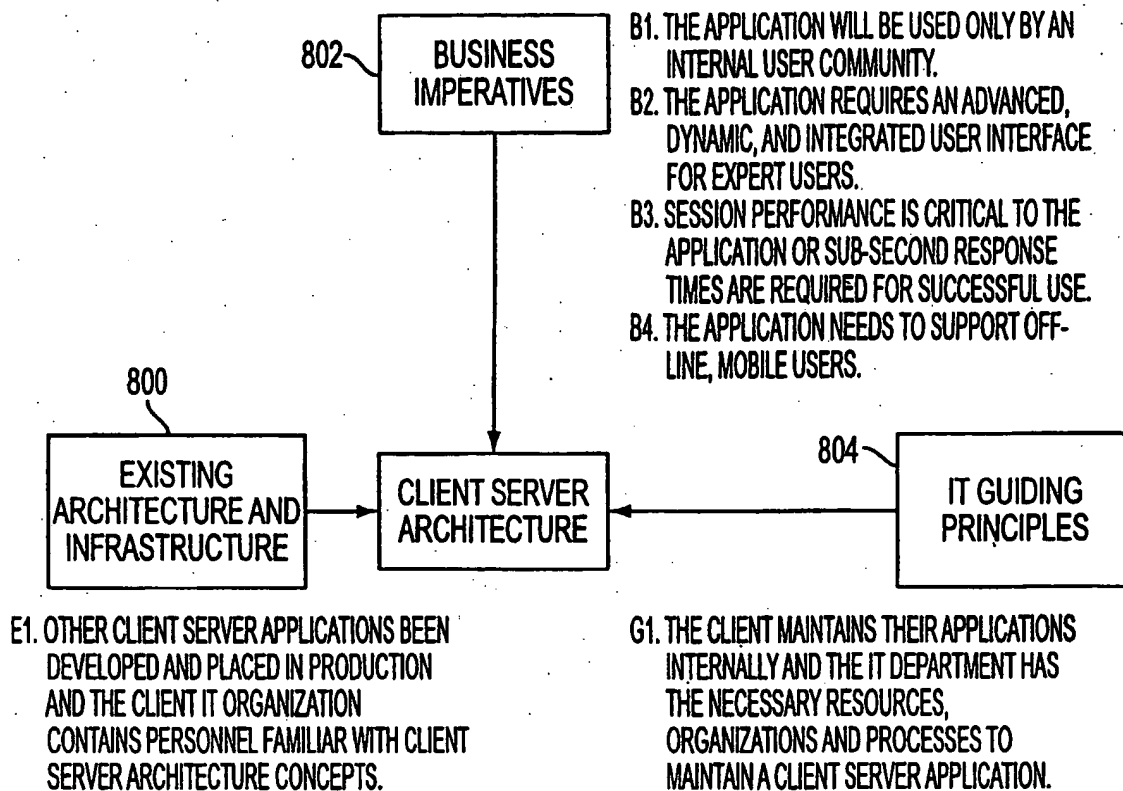 802
BUSINESS
IMPERATIVES
B1. THE APPLICATION WILL BE USED ONLY BY AN
INTERNAL USER COMMUNITY.
B2. THE APPLICATION REQUIRES AN ADVANCED,
DYNAMIC, AND INTEGRATED USER INTERFACE
FOR EXPERT USERS.
B3. SESSION PERFORMANCE IS CRITICAL TO THE
APPLICATION OR SUB-SECOND RESPONSE
TIMES ARE REQUIRED FOR SUCCESSFUL USE.
B4. THE APPLICATION NEEDS TO SUPPORT OFF-
LINE, MOBILE USERS.
800
EXISTING
ARCHITECTURE AND
INFRASTRUCTURE
CLIENT SERVER
ARCHITECTURE
804
IT GUIDING
PRINCIPLES
E1. OTHER CLIENT SERVER APPLICATIONS BEEN
DEVELOPED AND PLACED IN PRODUCTION
AND THE CLIENT IT ORGANIZATION
CONTAINS PERSONNEL FAMILIAR WITH CLIENT
SERVER ARCHITECTURE CONCEPTS.
G1. THE CLIENT MAINTAINS THEIR APPLICATIONS
INTERNALLY AND THE IT DEPARTMENT HAS
THE NECESSARY RESOURCES,
ORGANIZATIONS AND PROCESSES TO
MAINTAIN A CLIENT SERVER APPLICATION.